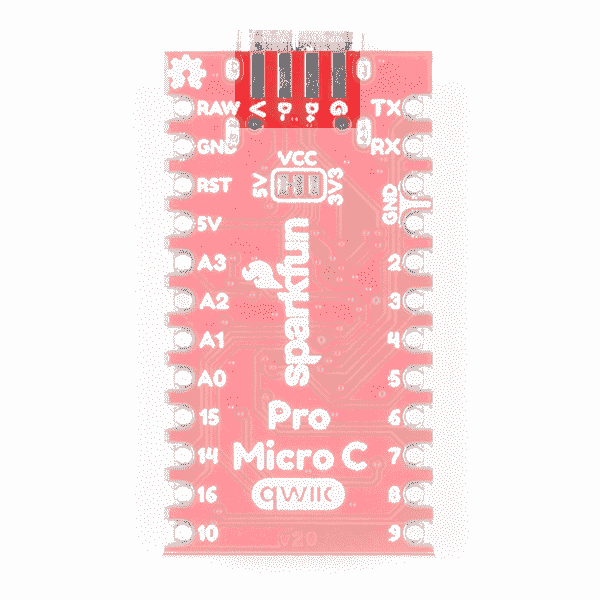 V D- D+ G
RAW TX
GND RX
VCC
RST 5V 3V3
GND
5V
A3 2
A2 3
sparkfun
A1 4
A0 5
15 Pro 6
14 Micro C 7
16 qwiic 8
10 v20 9